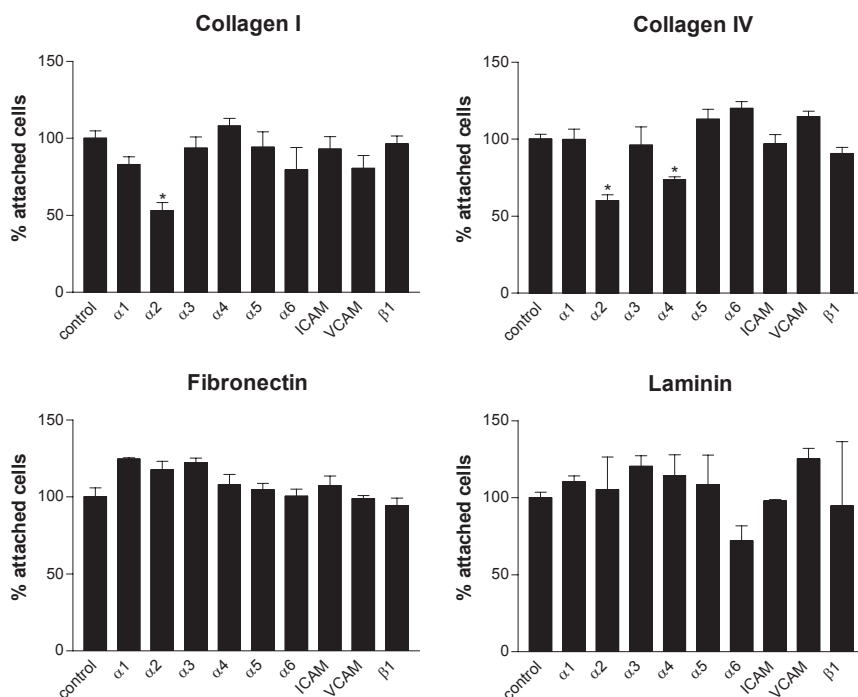 Collagen I
150
100
50
0
% attached cells
*
control
α1
α2
α3
α4
α5
α6
ICAM
VCAM
β1
Collagen IV
150
100
50
0
% attached cells
*
*
control
α1
α2
α3
α4
α5
α6
ICAM
VCAM
β1
Fibronectin
150
100
50
0
% attached cells
control
α1
α2
α3
α4
α5
α6
ICAM
VCAM
β1
Laminin
150
100
50
0
% attached cells
control
α1
α2
α3
α4
α5
α6
ICAM
VCAM
β1